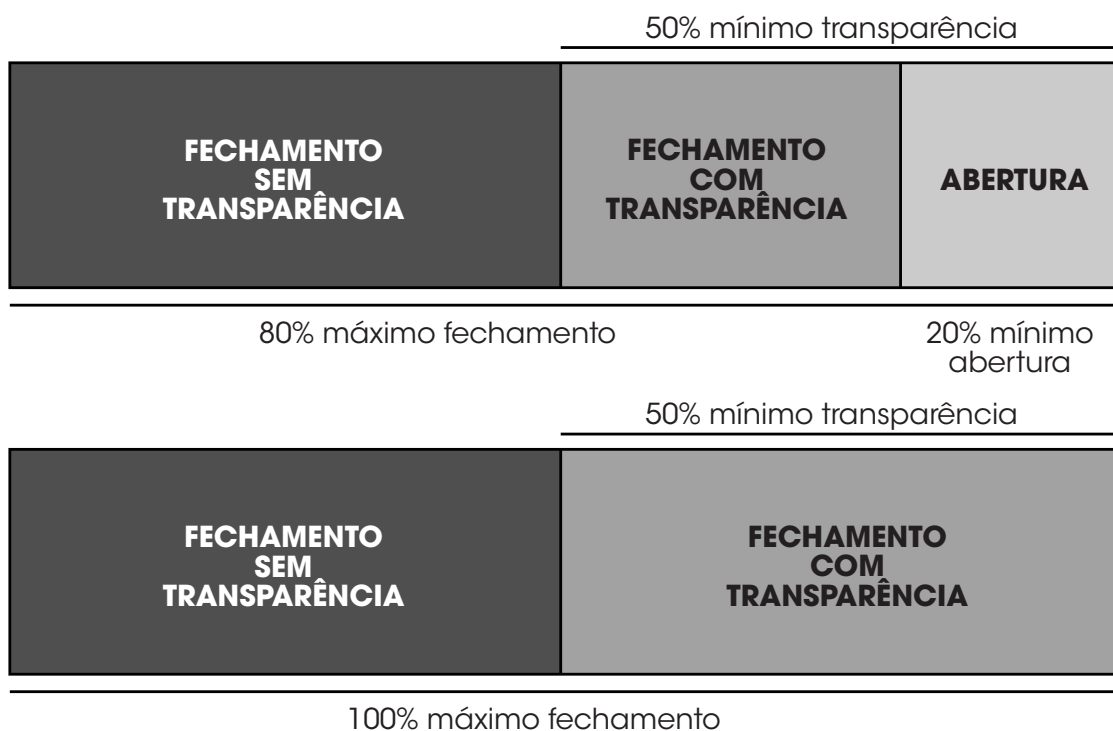 50% mínimo transparência
FECHAMENTO
SEM
TRANSPARÊNCIA
FECHAMENTO
COM
TRANSPARÊNCIA
ABERTURA
80% máximo fechamento
20% mínimo
abertura
50% mínimo transparência
FECHAMENTO
SEM
TRANSPARÊNCIA
FECHAMENTO
COM
TRANSPARÊNCIA
100% máximo fechamento